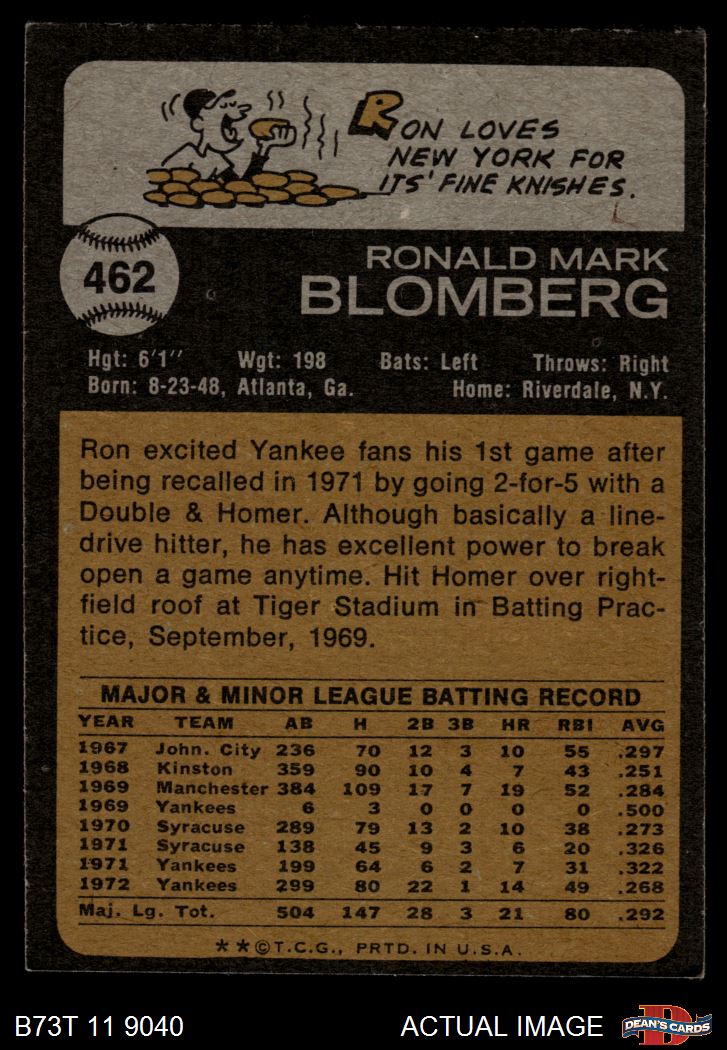 RON LOVES
NEW YORK FOR
ITS' FINE KNISHES.
462
RONALD MARK
BLOMBERG
Hgt: 6'1" Wgt: 198 Bats: Left Throws: Right
Born: 8-23-48, Atlanta, Ga. Home: Riverdale, N.Y.
Ron excited Yankee fans his 1st game after
being recalled in 1971 by going 2-for-5 with a
Double & Homer. Although basically a line-
drive hitter, he has excellent power to break
open a game anytime. Hit Homer over right-
field roof at Tiger Stadium in Batting Prac-
tice, September, 1969.
MAJOR & MINOR LEAGUE BATTING RECORD
YEAR TEAM AB H 2B 3B HR RBI AVG
1967 John. City 236 70 12 3 10 55 .297
1968 Kinston 359 90 10 4 7 43 .251
1969 Manchester 384 109 17 7 19 52 .284
1969 Yankees 6 3 0 0 0 0 .500
1970 Syracuse 289 79 13 2 10 38 .273
1971 Syracuse 138 45 9 3 6 20 .326
1971 Yankees 199 64 6 2 7 31 .322
1972 Yankees 299 80 22 1 14 49 .268
Maj. Lg. Tot. 504 147 28 3 21 80 .292
**©T.C.G., PRTD. IN U.S.A.
B73T 11 9040 ACTUAL IMAGE D DEAN'S CARDS